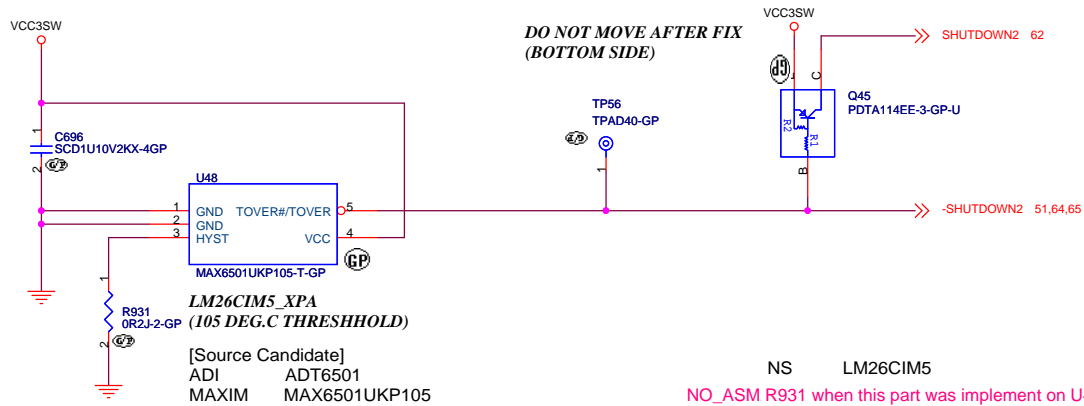 VCC3SW
DO NOT MOVE AFTER FIX
(BOTTOM SIDE)
VCC3SW
SHUTDOWN2 62
GP
C
Q45
PDTA114EE-3-GP-U
R2
R1
B
TP56
TPAD40-GP
1
1
C696
SCD1U10V2KX-4GP
2
G/P
U48
1 GND TOVER#/TOVER 5
2 GND
3 HYST VCC 4
GP
MAX6501UKP105-T-GP
-SHUTDOWN2 51,64,65
1
R931
0R2J-2-GP
2
G/P
LM26CIM5_XPA
(105 DEG.C THRESHHOLD)
[Source Candidate]
ADI ADT6501
MAXIM MAX6501UKP105
NS LM26CIM5
NO_ASM R931 when this part was implement on